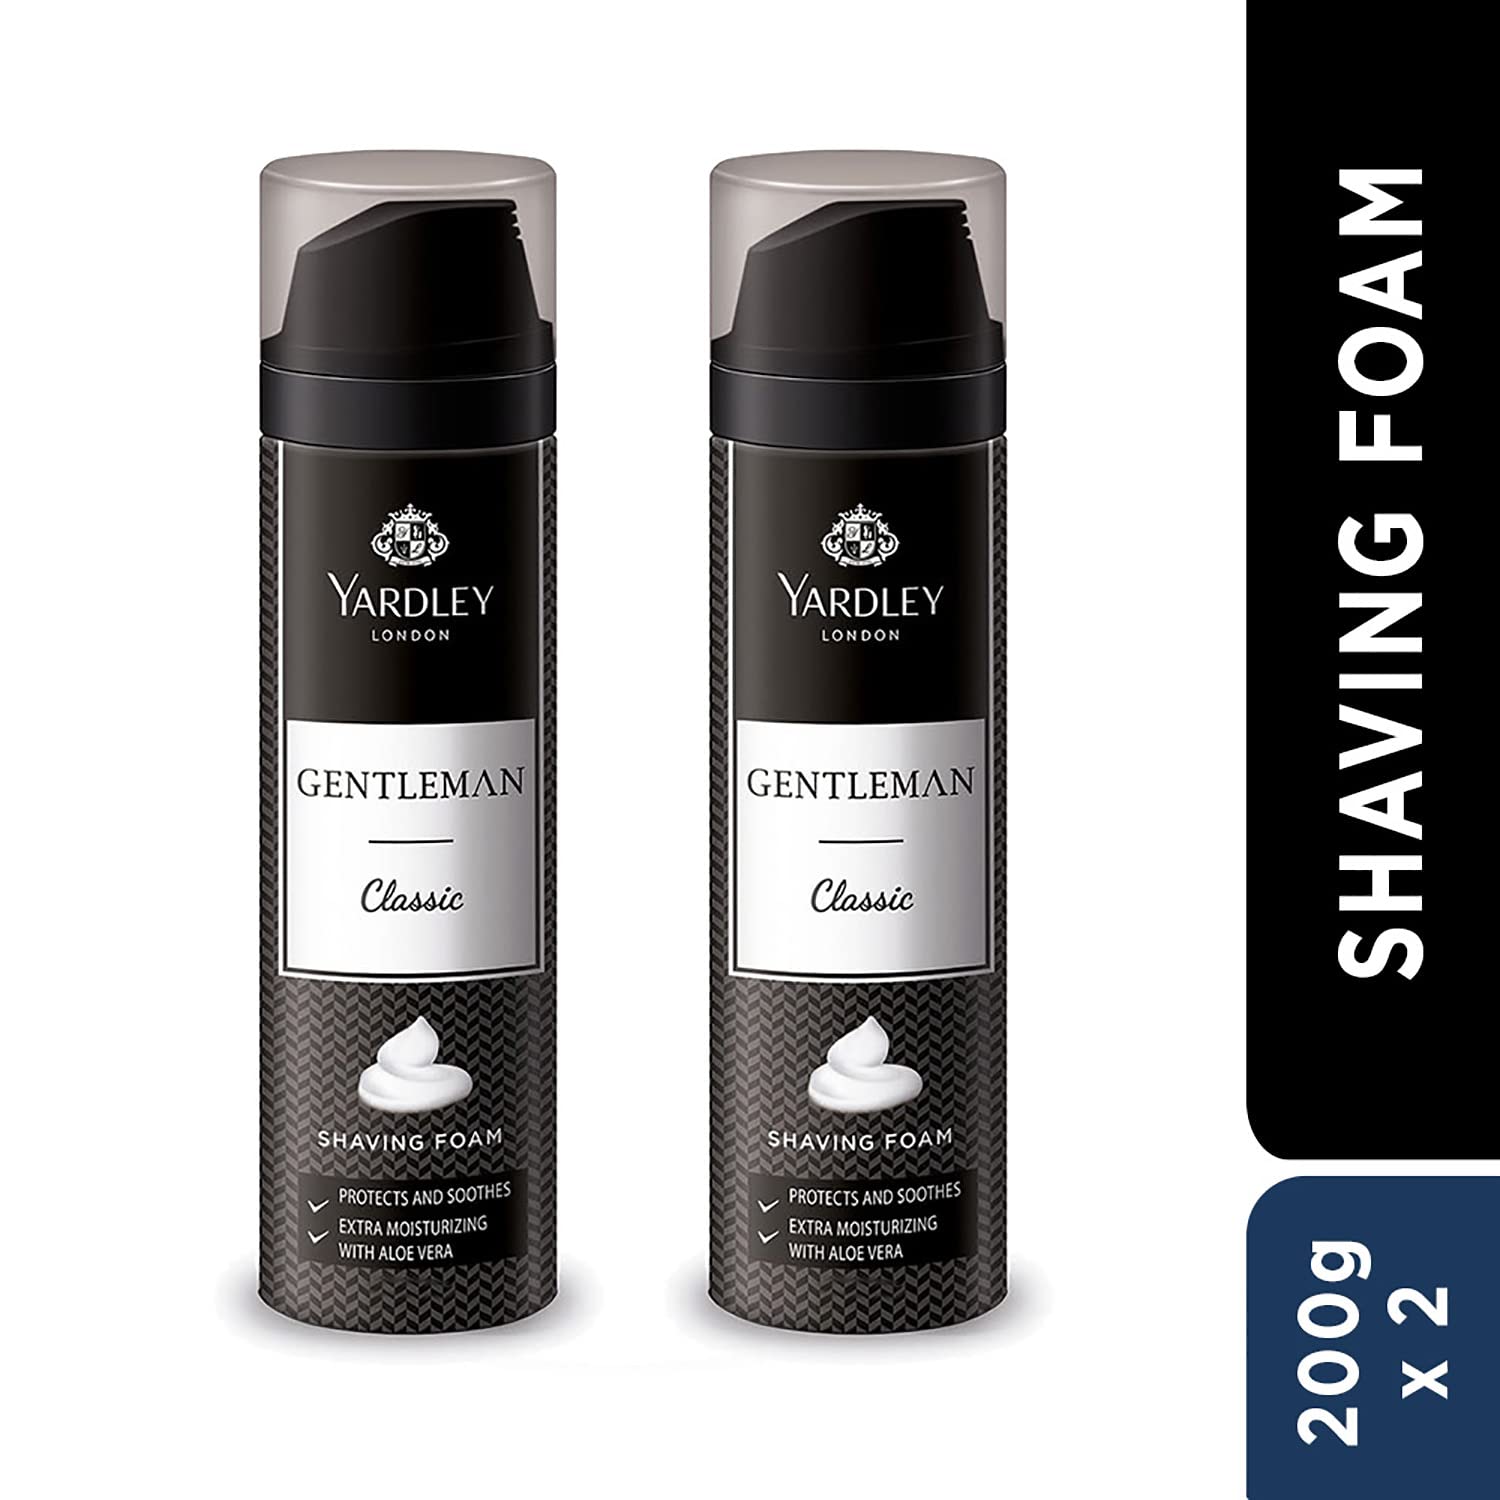 YARDLEY
LONDON
GENTLEMAN
Classic
SHAVING FOAM
PROTECTS AND SOOTHES
EXTRA MOISTURIZING
WITH ALOE VERA
YARDLEY
LONDON
GENTLEMAN
Classic
SHAVING FOAM
PROTECTS AND SOOTHES
EXTRA MOISTURIZING
WITH ALOE VERA
SHAVING FOAM
200g
x 2